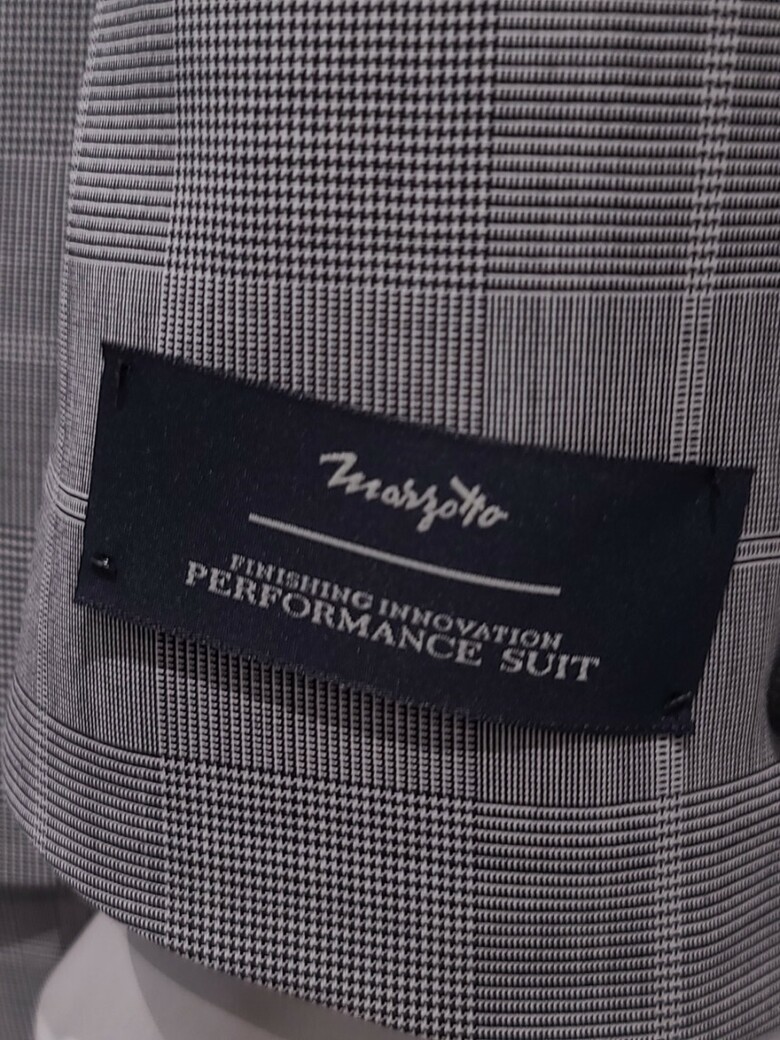 Marzotto
FINISHING INNOVATION
PERFORMANCE SUIT